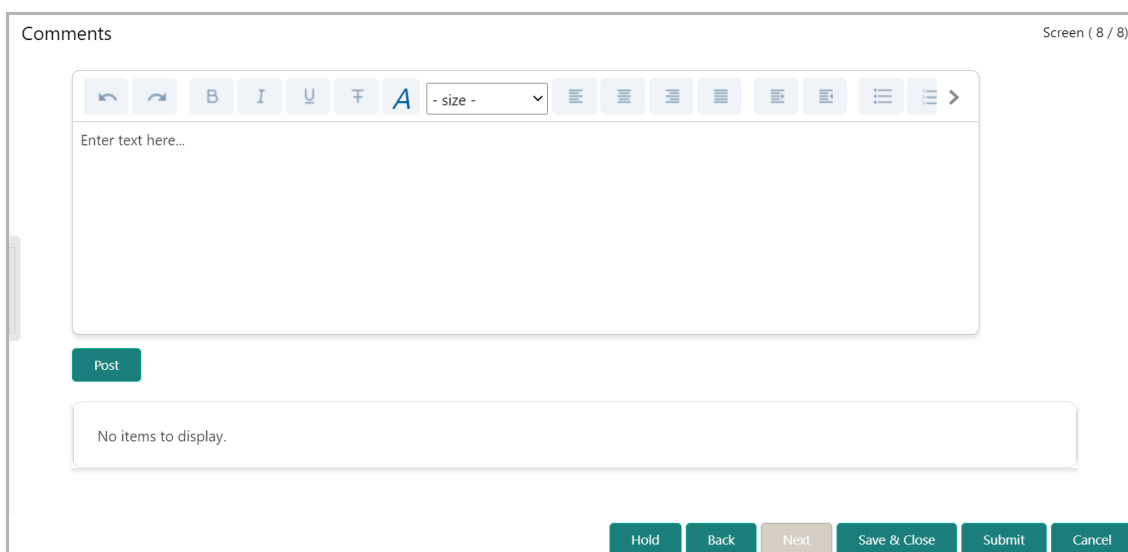 Comments
Screen ( 8 / 8)
B I U T A - size -
Enter text here...
Post
No items to display.
Hold Back Next Save & Close Submit Cancel